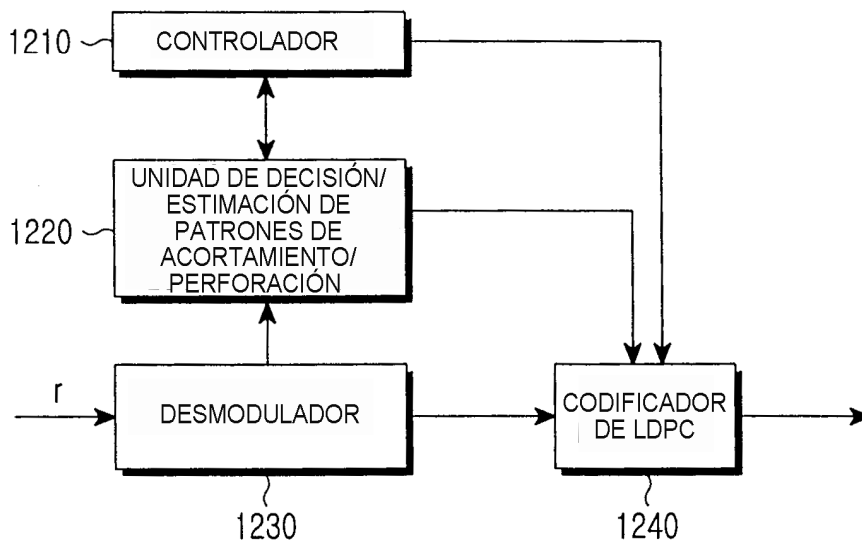 1210
CONTROLADOR
1220
UNIDAD DE DECISIÓN/
ESTIMACIÓN DE
PATRONES DE
ACORTAMIENTO/
PERFORACIÓN
r
DESMODULADOR
CODIFICADOR
DE LDPC
1230
1240